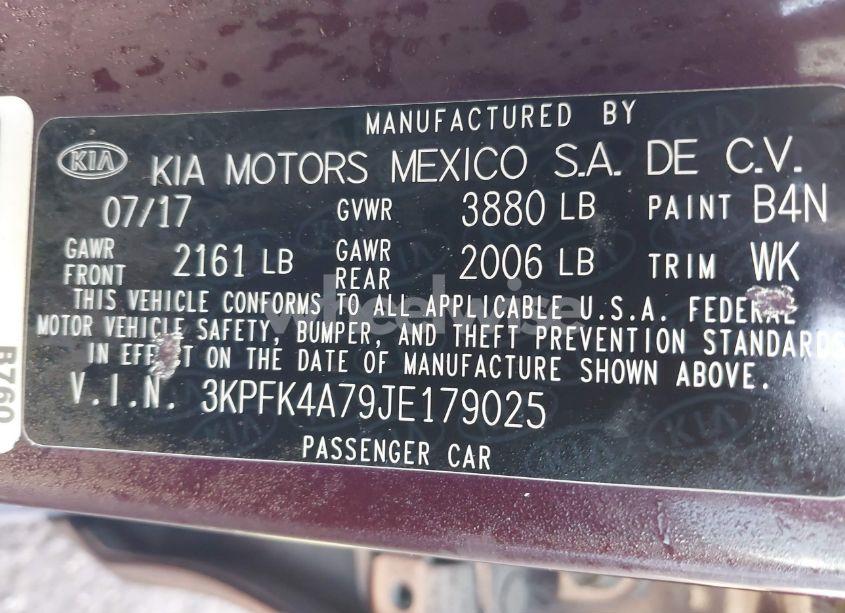 MANUFACTURED BY
KIA KIA MOTORS MEXICO S.A. DE C.V.
07/17 GVWR 3880 LB PAINT B4N
GAWR FRONT 2161 LB GAWR REAR 2006 LB TRIM WK
THIS VEHICLE CONFORMS TO ALL APPLICABLE U.S.A. FEDERAL
MOTOR VEHICLE SAFETY, BUMPER, AND THEFT PREVENTION STANDARDS
IN EFFECT ON THE DATE OF MANUFACTURE SHOWN ABOVE.
V.I.N. 3KPFK4A79JE179025
PASSENGER CAR
B760